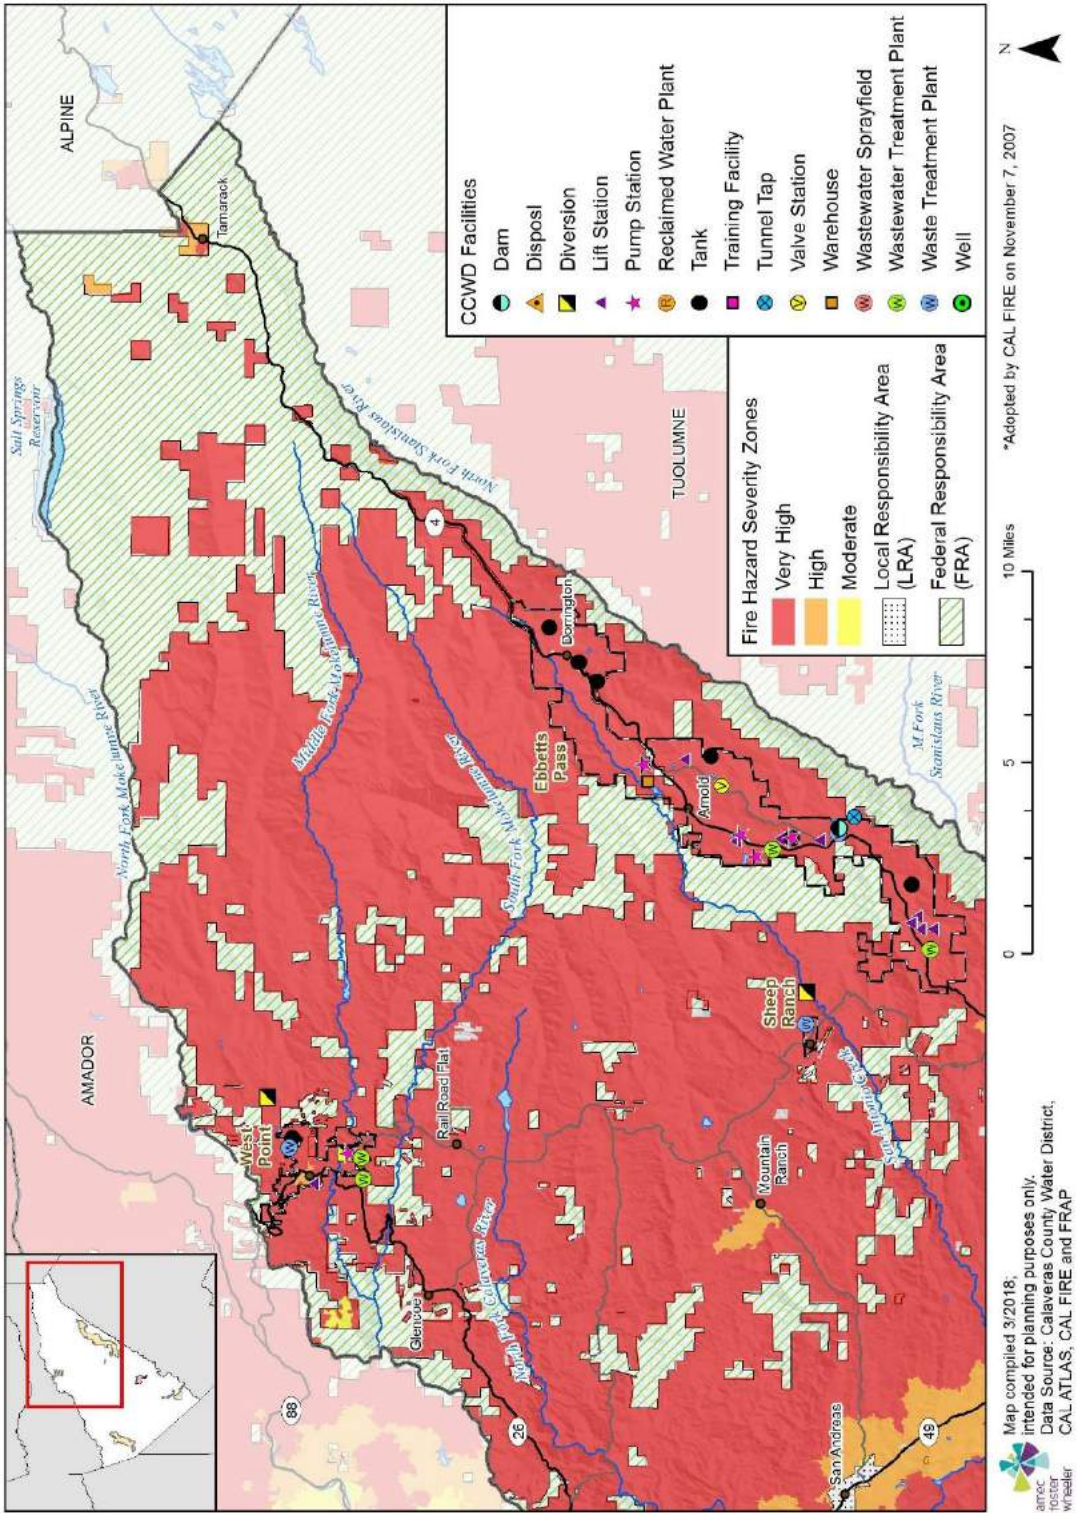 ALPINE
Tamarack
Salt Springs
Reservoir
North Fork Stanislaus River
TUOLUMNE
4
North Fork Mokelumne River
Middle Fork Mokelumne River
South Fork Mokelumne River
Dorrington
Ebbetts
Pass
Arnold
M Fork
Stanislaus River
AMADOR
West
Point
Rail Road Flat
Sheep
Ranch
San Antonio Creek
Mountain
Ranch
Glencoe
North Fork Calaveras River
88
26
San Andreas
49
CCWD Facilities
Dam
Disposl
Diversion
Lift Station
Pump Station
R Reclaimed Water Plant
Tank
Training Facility
Tunnel Tap
V Valve Station
Warehouse
W Wastewater Sprayfield
W Wastewater Treatment Plant
W Waste Treatment Plant
Well
Fire Hazard Severity Zones
Very High
High
Moderate
Local Responsibility Area
(LRA)
Federal Responsibility Area
(FRA)
amec
foster
wheeler
Map compiled 3/2018;
intended for planning purposes only.
Data Source: Calaveras County Water District,
CAL ATLAS, CAL FIRE and FRAP
0 5 10 Miles
*Adopted by CAL FIRE on November 7, 2007
N